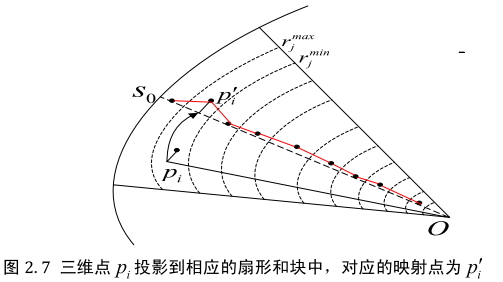 r_j^{max}
r_j^{min}
s_0
p_i'
p_i
O
图 2.7 三维点 p_i 投影到相应的扇形和块中，对应的映射点为 p_i'